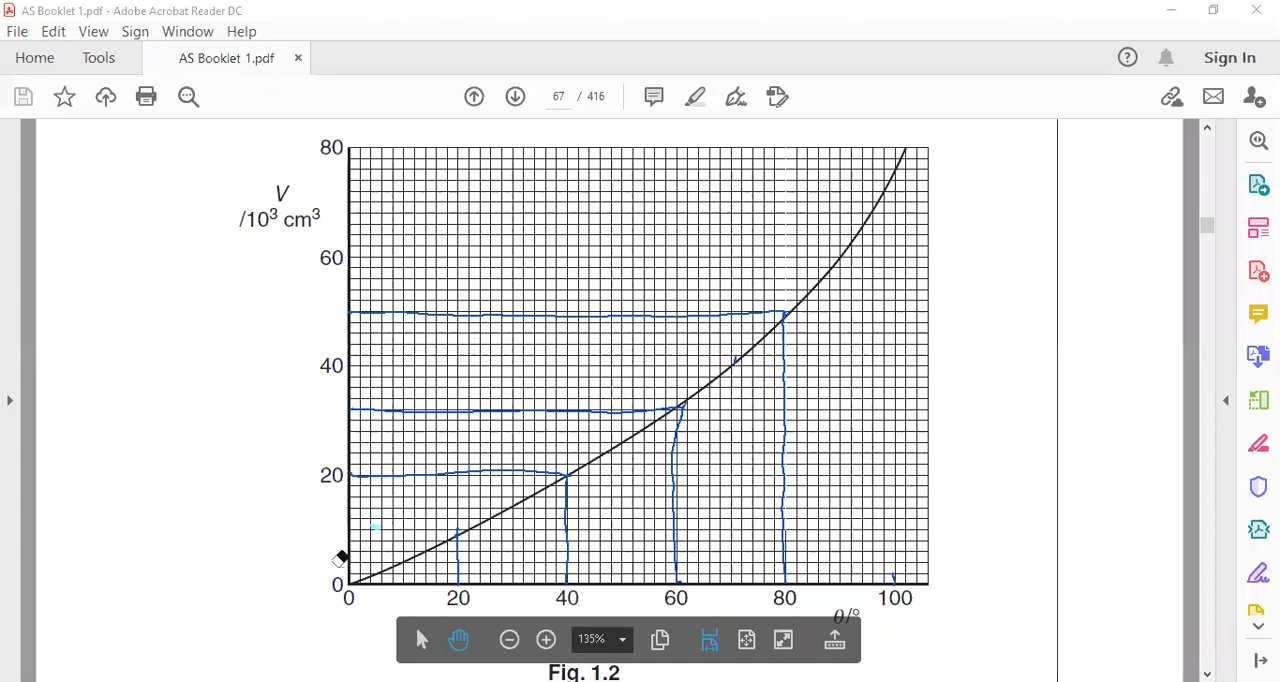 AS Booklet 1.pdf - Adobe Acrobat Reader DC
File Edit View Sign Window Help
Home Tools AS Booklet 1.pdf × Sign In
67 / 416
80
V
/10³ cm³
60
40
20
0
0 20 40 60 80 100
θ/°
135%
Fig. 1.2